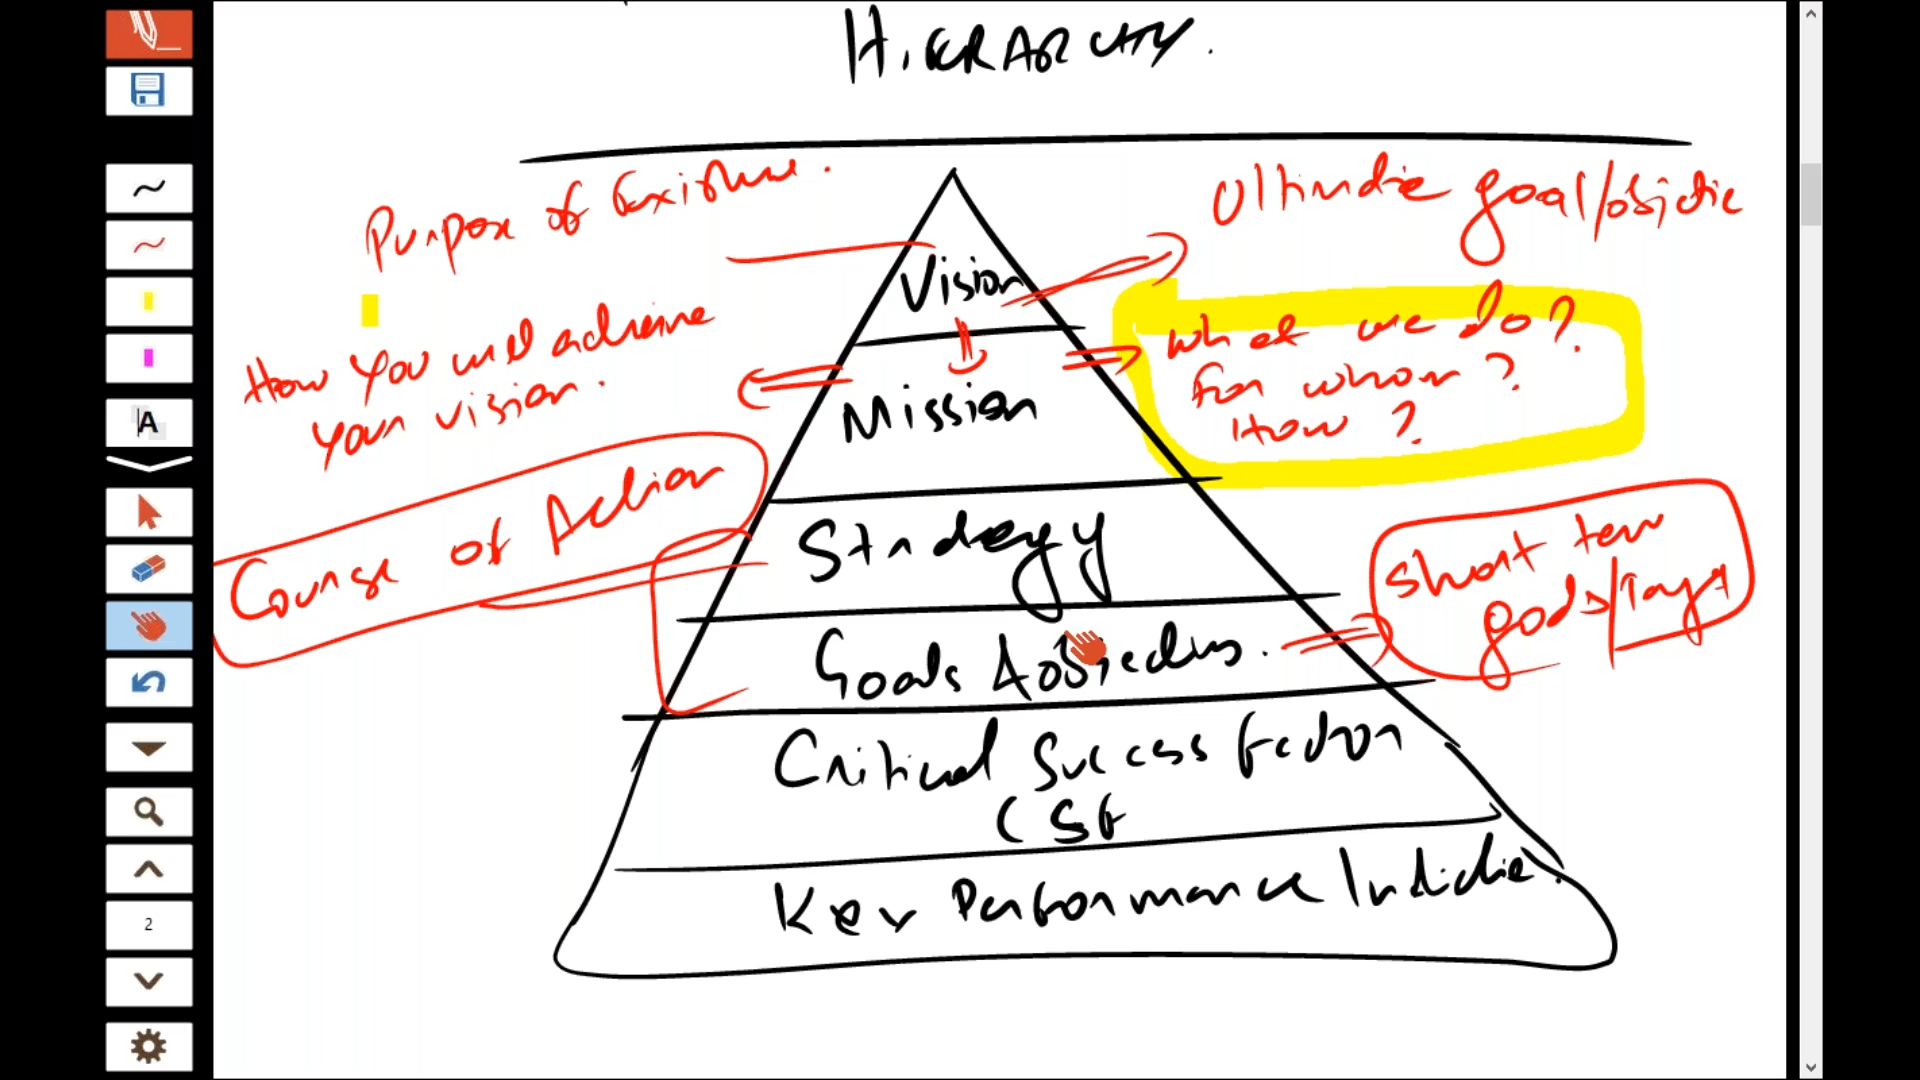 HIERARCHY.
Purpose of Existence.
Ultimate goal/objective
Vision
How You will achieve
your vision.
What we do?
For whom?
How?
Mission
Course of Action
Strategy
Short term
goals/Target
Goals & Objectives.
Critical Success Factor
CSF
Key Performance Indicator.
A
2